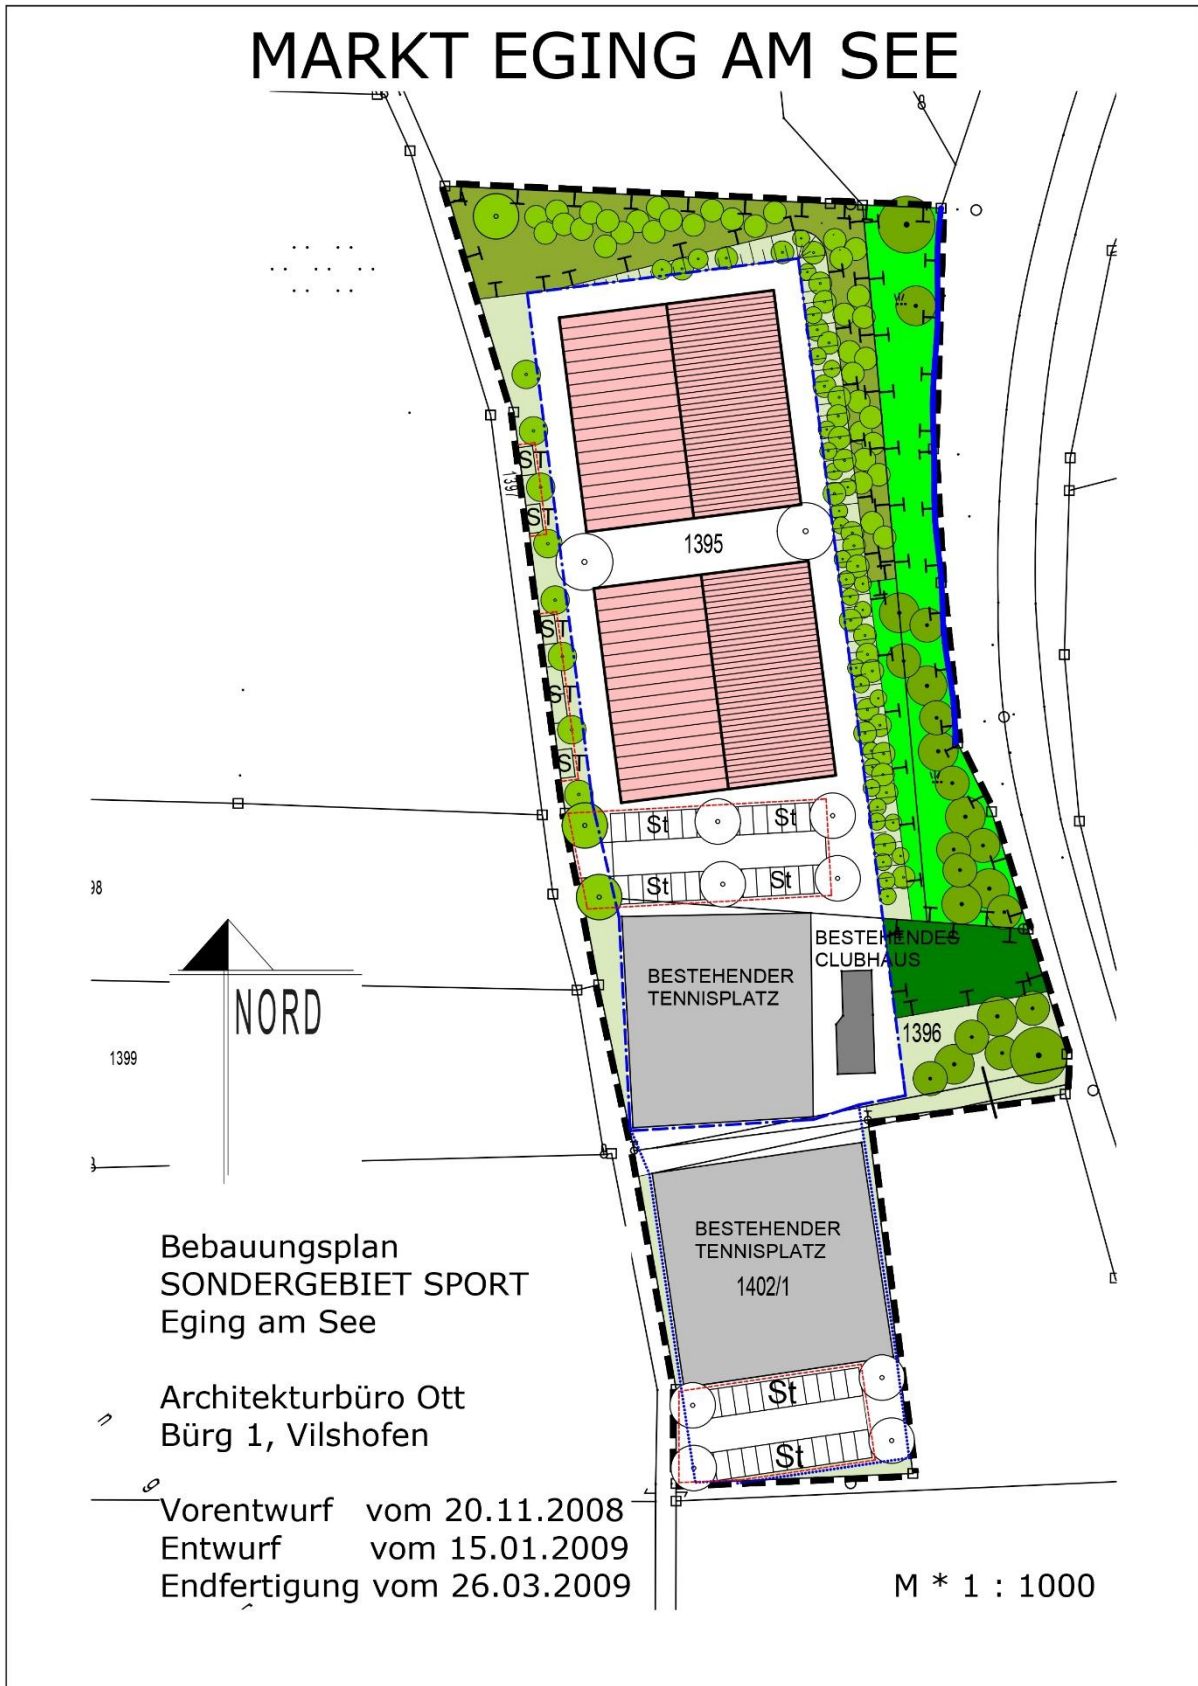 MARKT EGING AM SEE
8
ST
1397
ST
1395
ST
ST
ST
St
St
St
St
98
BESTEHENDES
CLUBHAUS
BESTEHENDER
TENNISPLATZ
NORD
1396
1399
BESTEHENDER
TENNISPLATZ
1402/1
Bebauungsplan
SONDERGEBIET SPORT
Eging am See
Architekturbüro Ott
Bürg 1, Vilshofen
St
St
Vorentwurf vom 20.11.2008
Entwurf vom 15.01.2009
Endfertigung vom 26.03.2009
M * 1 : 1000